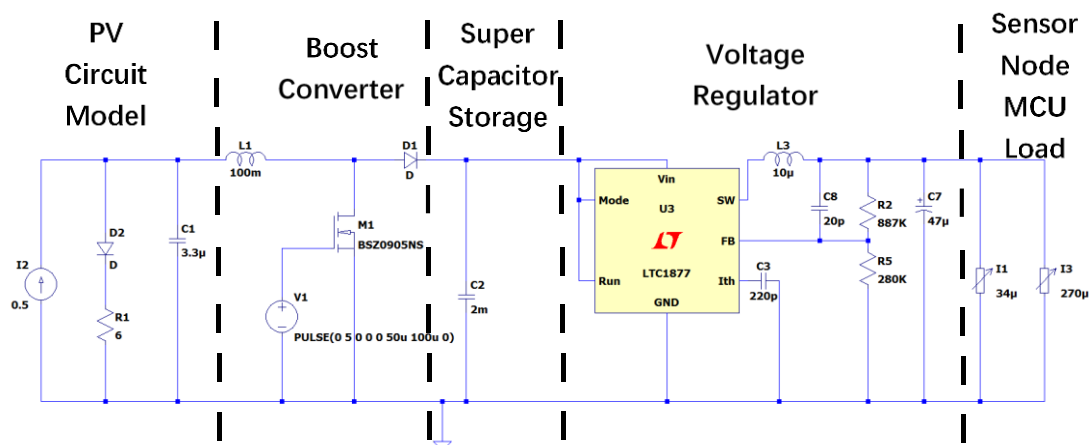 PV
Circuit
Model
Boost
Converter
Super
Capacitor
Storage
Voltage
Regulator
Sensor
Node
MCU
Load
L1
100m
D1
D
L3
10µ
Vin
Mode
SW
U3
C8
20p
R2
887K
C7
47µ
D2
D
C1
3.3µ
M1
BSZ0905NS
FB
LTC1877
R5
280K
I2
0.5
R1
6
V1
PULSE(0 5 0 0 0 50u 100u 0)
C2
2m
Run
Ith
GND
C3
220p
I1
34µ
I3
270µ